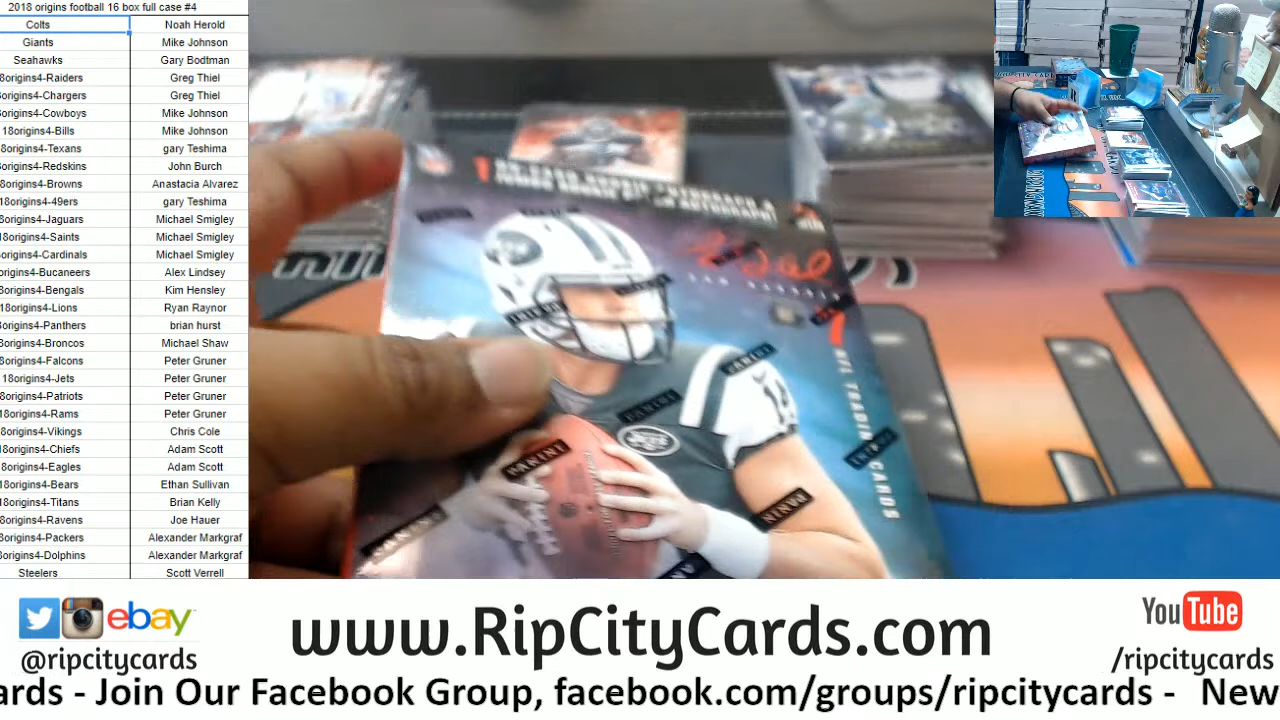 2018 origins football 16 box full case #4
Colts Noah Herold
Giants Mike Johnson
Seahawks Gary Bodtman
8origins4-Raiders Greg Thiel
8origins4-Chargers Greg Thiel
origins4-Cowboys Mike Johnson
18origins4-Bills Mike Johnson
8origins4-Texans gary Teshima
origins4-Redskins John Burch
8origins4-Browns Anastacia Alvarez
18origins4-49ers gary Teshima
8origins4-Jaguars Michael Smigley
18origins4-Saints Michael Smigley
origins4-Cardinals Michael Smigley
origins4-Bucaneers Alex Lindsey
8origins4-Bengals Kim Hensley
18origins4-Lions Ryan Raynor
origins4-Panthers brian hurst
8origins4-Broncos Michael Shaw
8origins4-Falcons Peter Gruner
18origins4-Jets Peter Gruner
8origins4-Patriots Peter Gruner
18origins4-Rams Peter Gruner
8origins4-Vikings Chris Cole
18origins4-Chiefs Adam Scott
8origins4-Eagles Adam Scott
18origins4-Bears Ethan Sullivan
18origins4-Titans Brian Kelly
8origins4-Ravens Joe Hauer
origins4-Packers Alexander Markgraf
origins4-Dolphins Alexander Markgraf
Steelers Scott Verrell
JETS
PANINI
PANINI
PANINI
PANINI
NFL TRADING CARDS
ebay
@ripcitycards
www.RipCityCards.com
YouTube
/ripcitycards
ards - Join Our Facebook Group, facebook.com/groups/ripcitycards - New